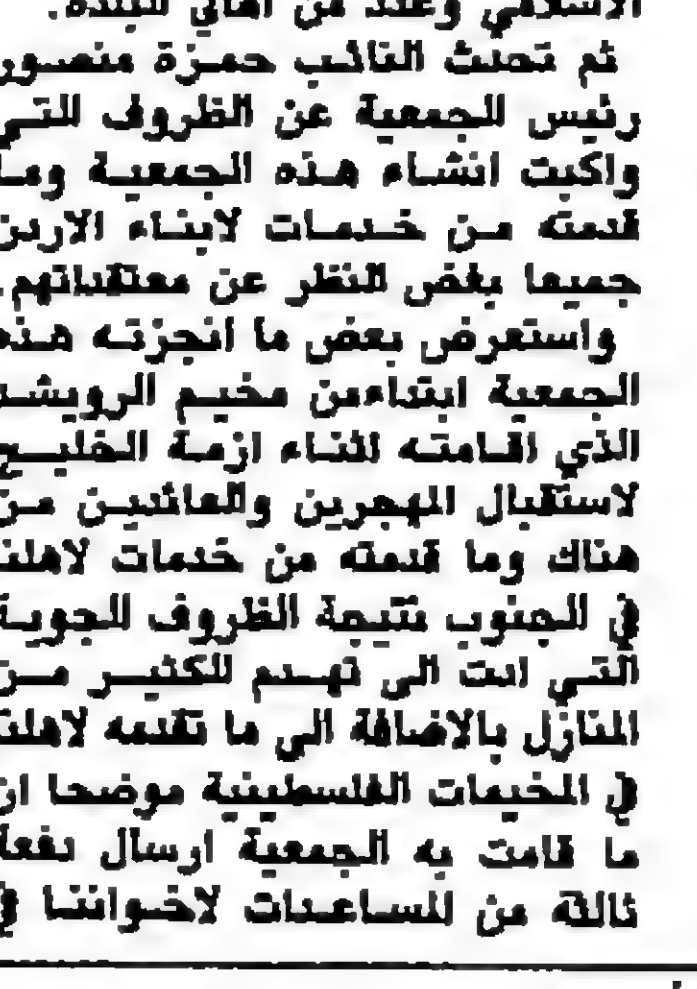 الاسلامي وعدد من اهالي البلدة.
ثم تحدث النائب حمزة منصور
رئيس الجمعية عن الظروف التي
واكبت انشاء هذه الجمعية وما
قدمته من خدمات لابناء الاردن
جميعا بغض النظر عن معتقداتهم.
واستعرض بعض ما انجزته هذه
الجمعية ابتداءمن مخيم الرويشد
الذي اقامته اثناء ازمة الخليج
لاستقبال المهجرين والعائدين من
هناك وما قدمته من خدمات لاهلنا
في الجنوب نتيجة الظروف الجوية
التي ادت الى تهدم الكثير من
المنازل بالاضافة الى ما تقدمه لاهلنا
في المخيمات الفلسطينية موضحا ان
ما قامت به الجمعية ارسال دفعة
ثالثة من المساعدات لاخواننا في